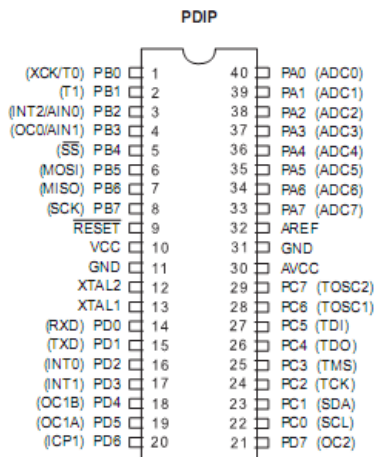 PDIP
(XCK/T0) PB0 1 40 PA0 (ADC0)
(T1) PB1 2 39 PA1 (ADC1)
(INT2/AIN0) PB2 3 38 PA2 (ADC2)
(OC0/AIN1) PB3 4 37 PA3 (ADC3)
(SS) PB4 5 36 PA4 (ADC4)
(MOSI) PB5 6 35 PA5 (ADC5)
(MISO) PB6 7 34 PA6 (ADC6)
(SCK) PB7 8 33 PA7 (ADC7)
RESET 9 32 AREF
VCC 10 31 GND
GND 11 30 AVCC
XTAL2 12 29 PC7 (TOSC2)
XTAL1 13 28 PC6 (TOSC1)
(RXD) PD0 14 27 PC5 (TDI)
(TXD) PD1 15 26 PC4 (TDO)
(INT0) PD2 16 25 PC3 (TMS)
(INT1) PD3 17 24 PC2 (TCK)
(OC1B) PD4 18 23 PC1 (SDA)
(OC1A) PD5 19 22 PC0 (SCL)
(ICP1) PD6 20 21 PD7 (OC2)